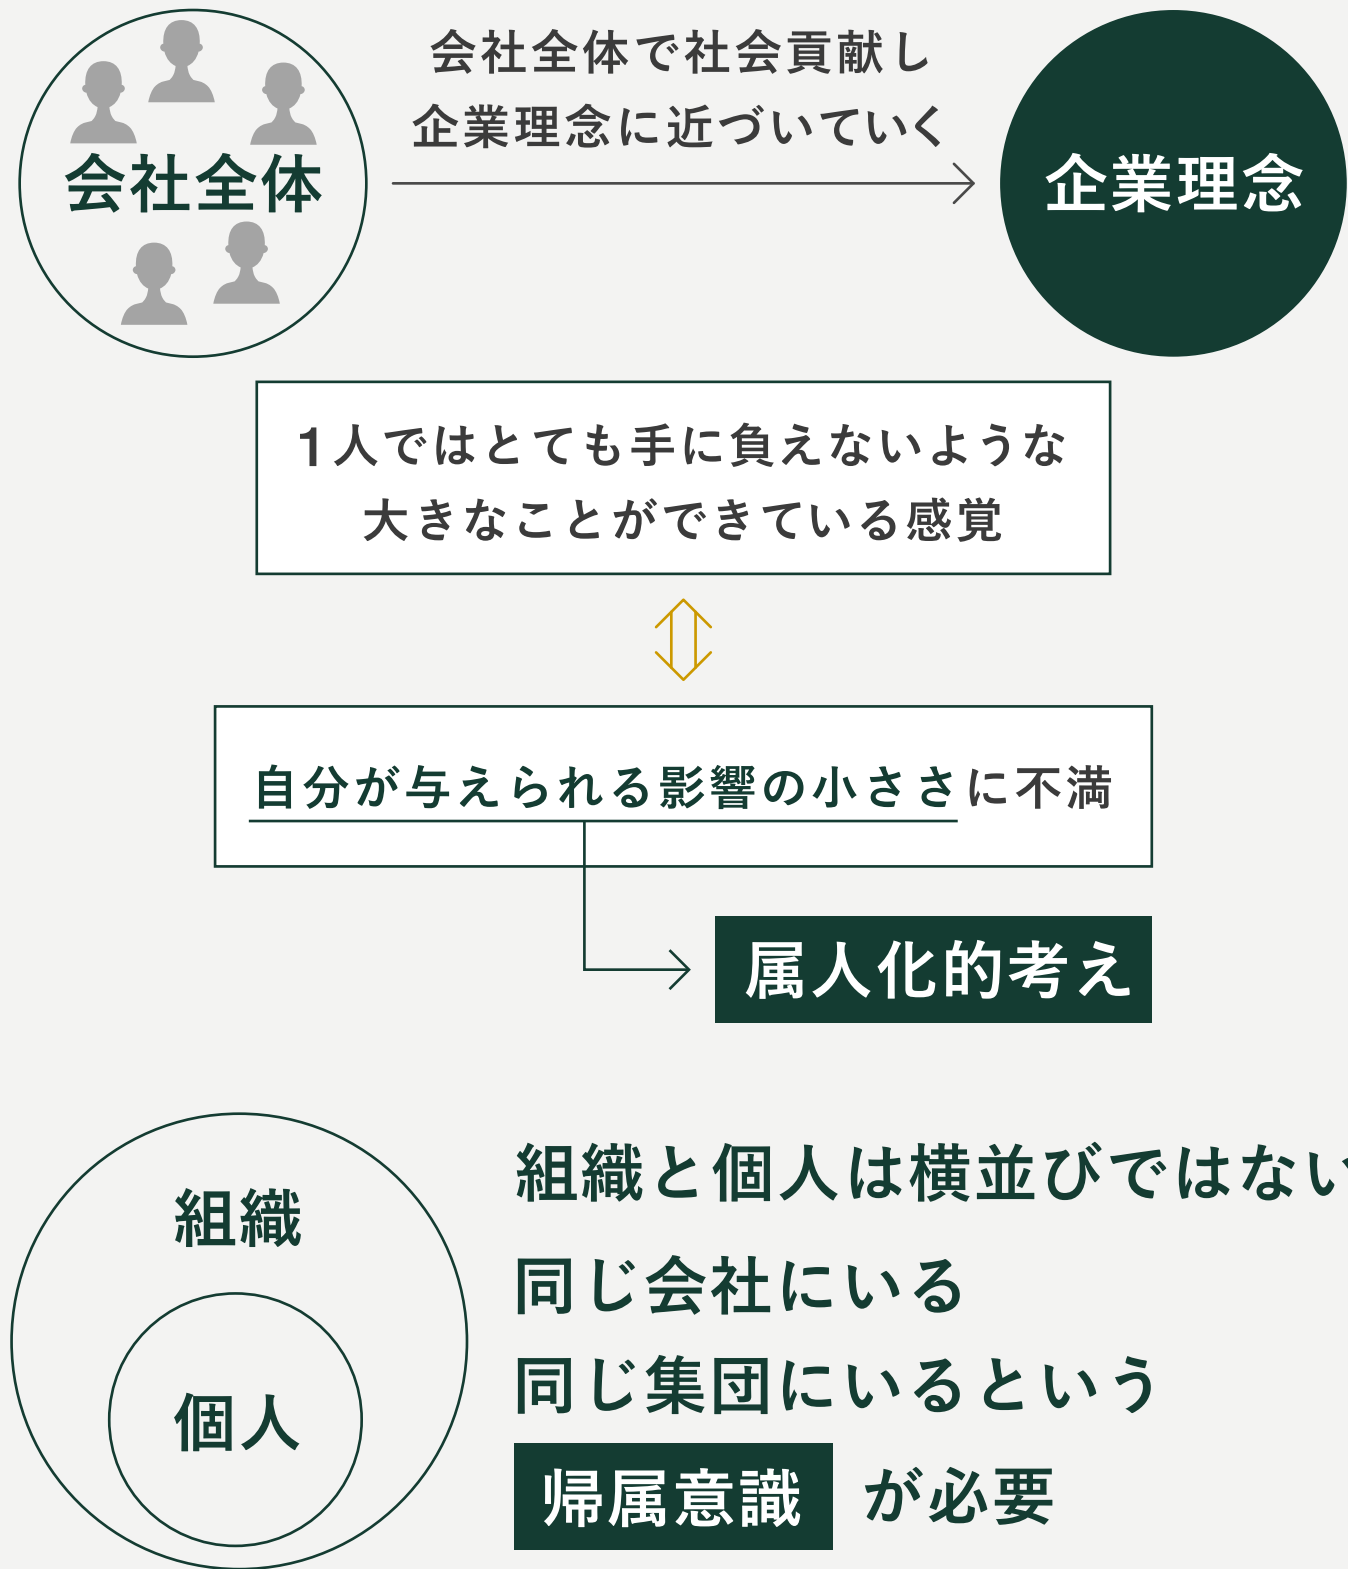 会社全体で社会貢献し
企業理念に近づいていく
会社全体
企業理念
1人ではとても手に負えないような
大きなことができている感覚
自分が与えられる影響の小ささに不満
属人化的考え
組織
個人
組織と個人は横並びではない
同じ会社にいる
同じ集団にいるという
帰属意識 が必要